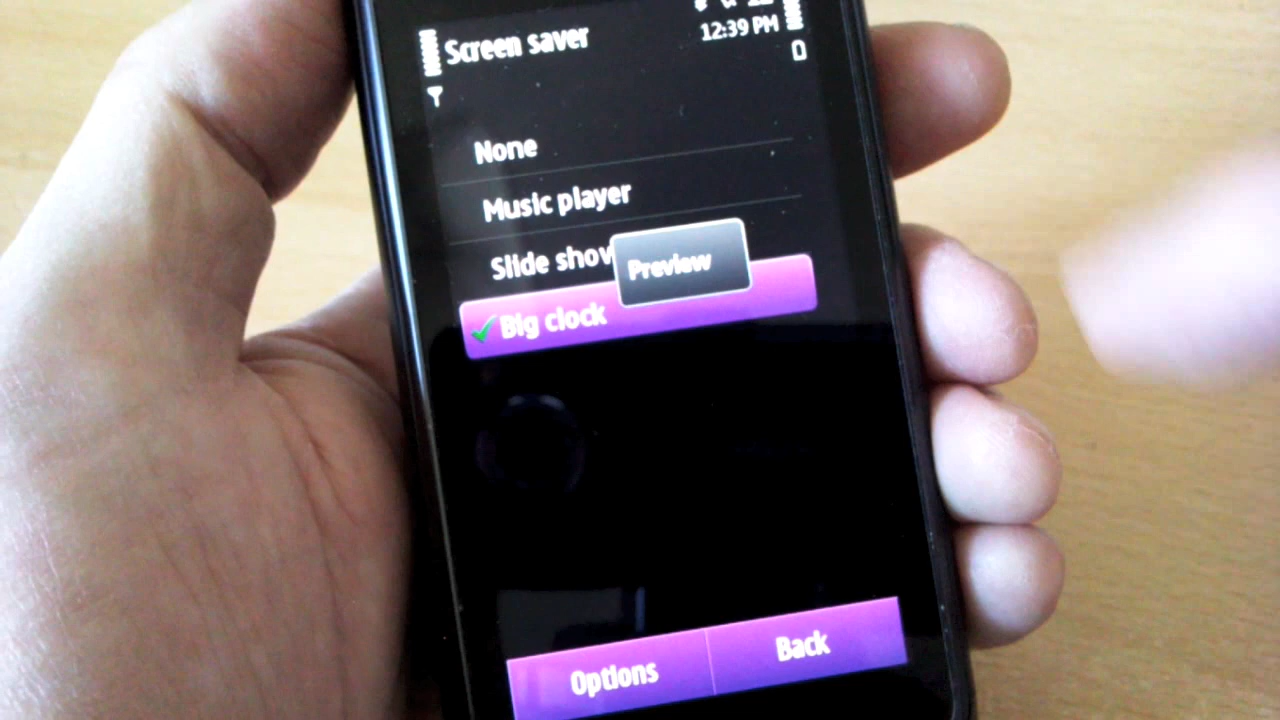 Screen saver
12:39 PM
None
Music player
Slide show
Preview
Big clock
Options
Back